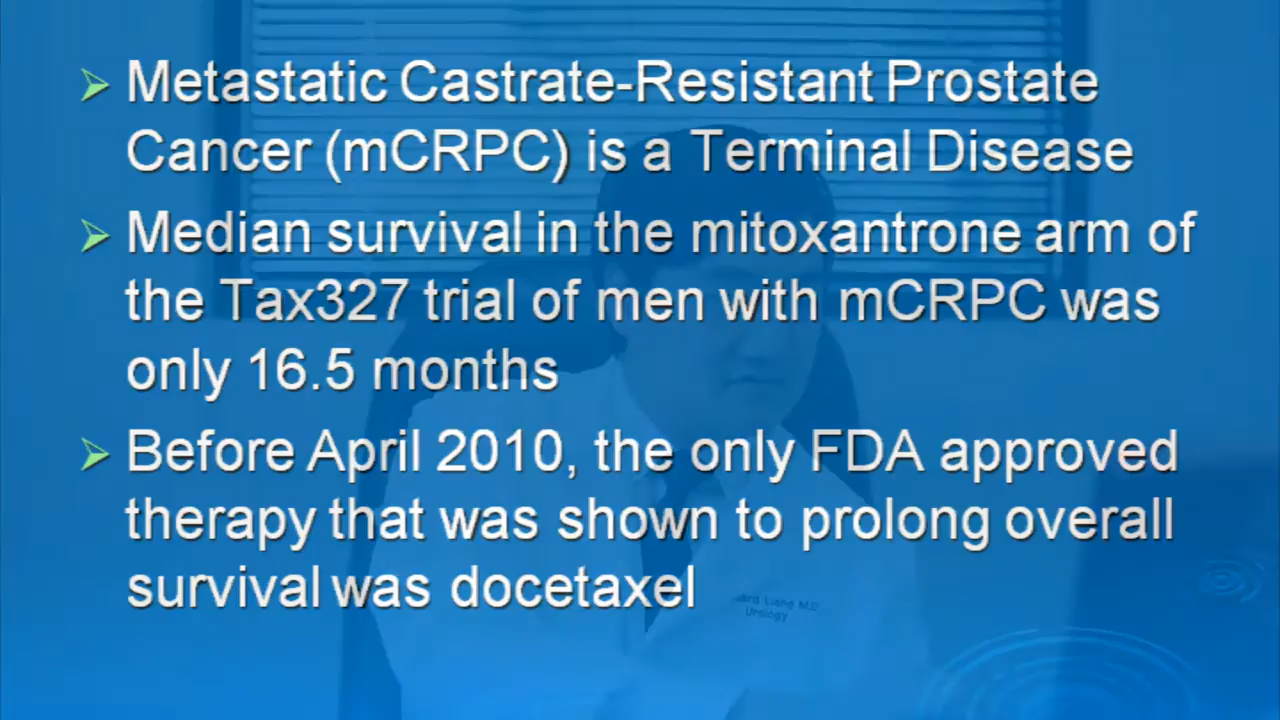 Metastatic Castrate-Resistant Prostate
Cancer (mCRPC) is a Terminal Disease
Median survival in the mitoxantrone arm of
the Tax327 trial of men with mCRPC was
only 16.5 months
Before April 2010, the only FDA approved
therapy that was shown to prolong overall
survival was docetaxel
Liang M.D
Urology